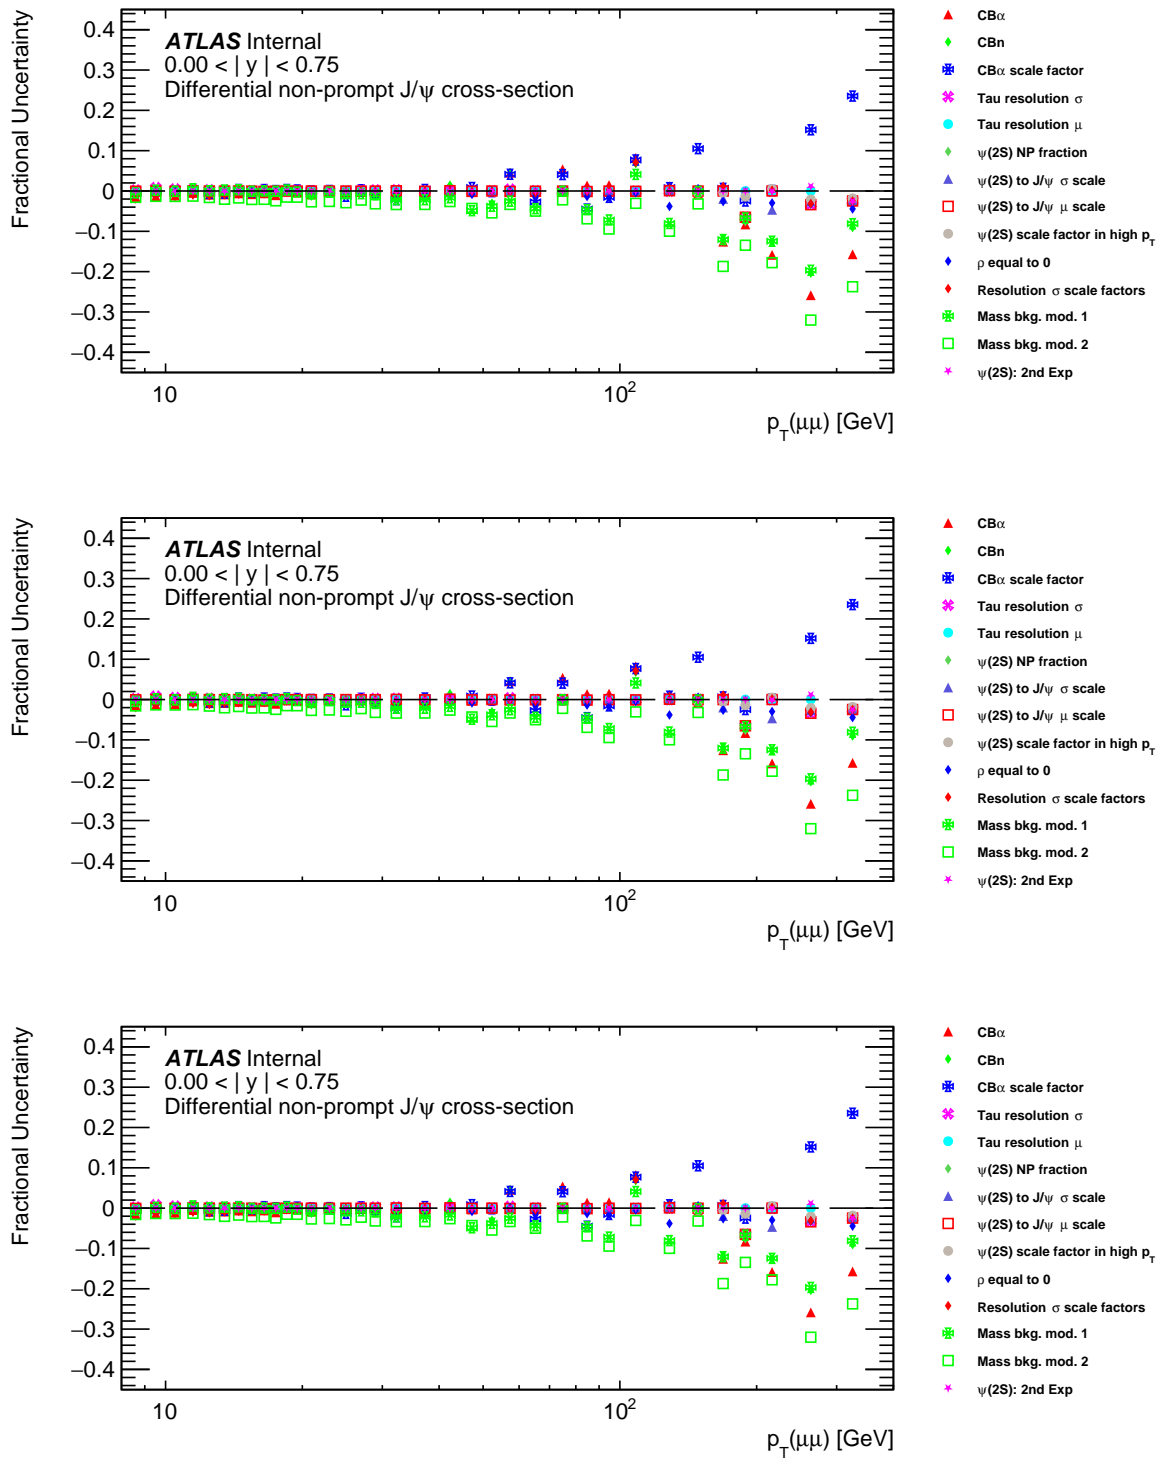 Fractional Uncertainty
0.4
0.3
0.2
0.1
0
−0.1
−0.2
−0.3
−0.4
ATLAS Internal
0.00 < | y | < 0.75
Differential non-prompt J/ψ cross-section
10
10²
p_T(μμ) [GeV]
CBα
CBn
CBα scale factor
Tau resolution σ
Tau resolution μ
ψ(2S) NP fraction
ψ(2S) to J/ψ σ scale
ψ(2S) to J/ψ μ scale
ψ(2S) scale factor in high p_T
ρ equal to 0
Resolution σ scale factors
Mass bkg. mod. 1
Mass bkg. mod. 2
ψ(2S): 2nd Exp
Fractional Uncertainty
0.4
0.3
0.2
0.1
0
−0.1
−0.2
−0.3
−0.4
ATLAS Internal
0.00 < | y | < 0.75
Differential non-prompt J/ψ cross-section
10
10²
p_T(μμ) [GeV]
CBα
CBn
CBα scale factor
Tau resolution σ
Tau resolution μ
ψ(2S) NP fraction
ψ(2S) to J/ψ σ scale
ψ(2S) to J/ψ μ scale
ψ(2S) scale factor in high p_T
ρ equal to 0
Resolution σ scale factors
Mass bkg. mod. 1
Mass bkg. mod. 2
ψ(2S): 2nd Exp
Fractional Uncertainty
0.4
0.3
0.2
0.1
0
−0.1
−0.2
−0.3
−0.4
ATLAS Internal
0.00 < | y | < 0.75
Differential non-prompt J/ψ cross-section
10
10²
p_T(μμ) [GeV]
CBα
CBn
CBα scale factor
Tau resolution σ
Tau resolution μ
ψ(2S) NP fraction
ψ(2S) to J/ψ σ scale
ψ(2S) to J/ψ μ scale
ψ(2S) scale factor in high p_T
ρ equal to 0
Resolution σ scale factors
Mass bkg. mod. 1
Mass bkg. mod. 2
ψ(2S): 2nd Exp